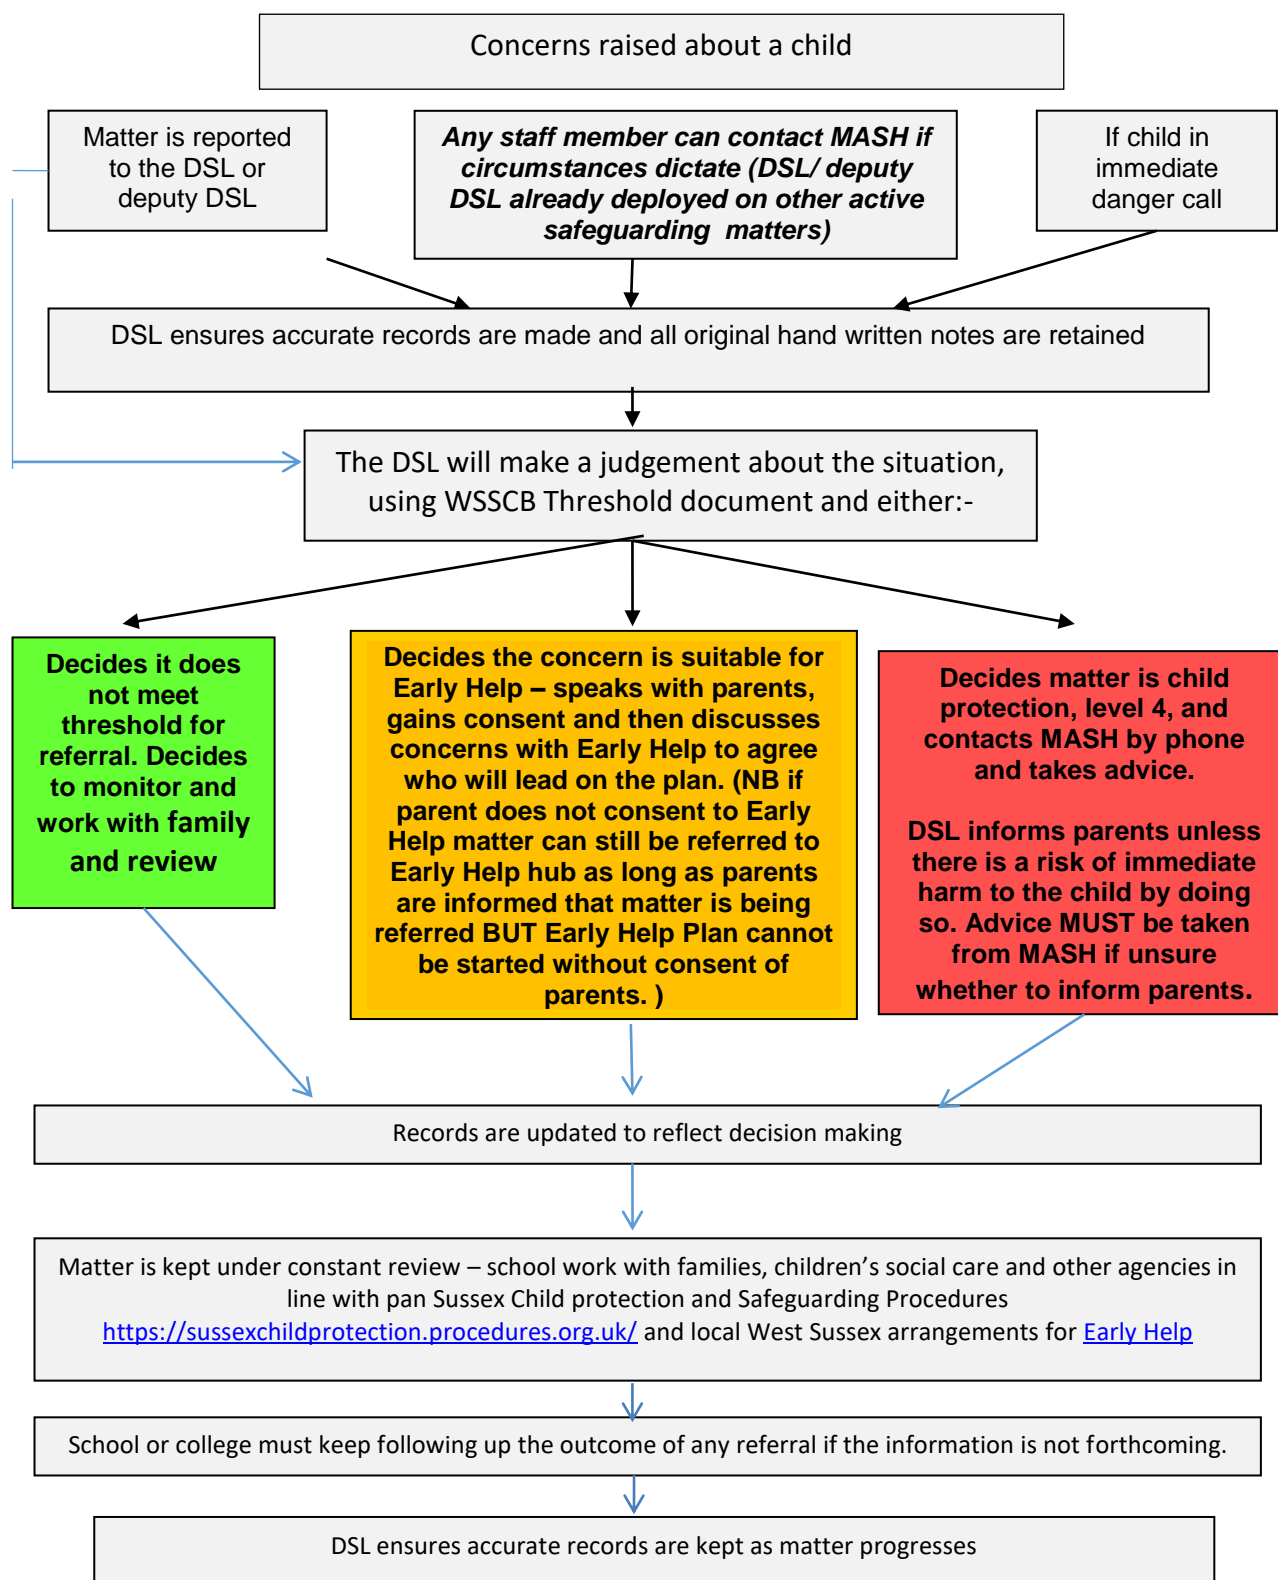 Concerns raised about a child
Matter is reported
to the DSL or
deputy DSL
Any staff member can contact MASH if
circumstances dictate (DSL/ deputy
DSL already deployed on other active
safeguarding matters)
If child in
immediate
danger call
DSL ensures accurate records are made and all original hand written notes are retained
The DSL will make a judgement about the situation,
using WSSCB Threshold document and either:-
Decides it does
not meet
threshold for
referral. Decides
to monitor and
work with family
and review
Decides the concern is suitable for
Early Help – speaks with parents,
gains consent and then discusses
concerns with Early Help to agree
who will lead on the plan. (NB if
parent does not consent to Early
Help matter can still be referred to
Early Help hub as long as parents
are informed that matter is being
referred BUT Early Help Plan cannot
be started without consent of
parents. )
Decides matter is child
protection, level 4, and
contacts MASH by phone
and takes advice.
DSL informs parents unless
there is a risk of immediate
harm to the child by doing
so. Advice MUST be taken
from MASH if unsure
whether to inform parents.
Records are updated to reflect decision making
Matter is kept under constant review – school work with families, children’s social care and other agencies in
line with pan Sussex Child protection and Safeguarding Procedures
https://sussexchildprotection.procedures.org.uk/ and local West Sussex arrangements for Early Help
School or college must keep following up the outcome of any referral if the information is not forthcoming.
DSL ensures accurate records are kept as matter progresses